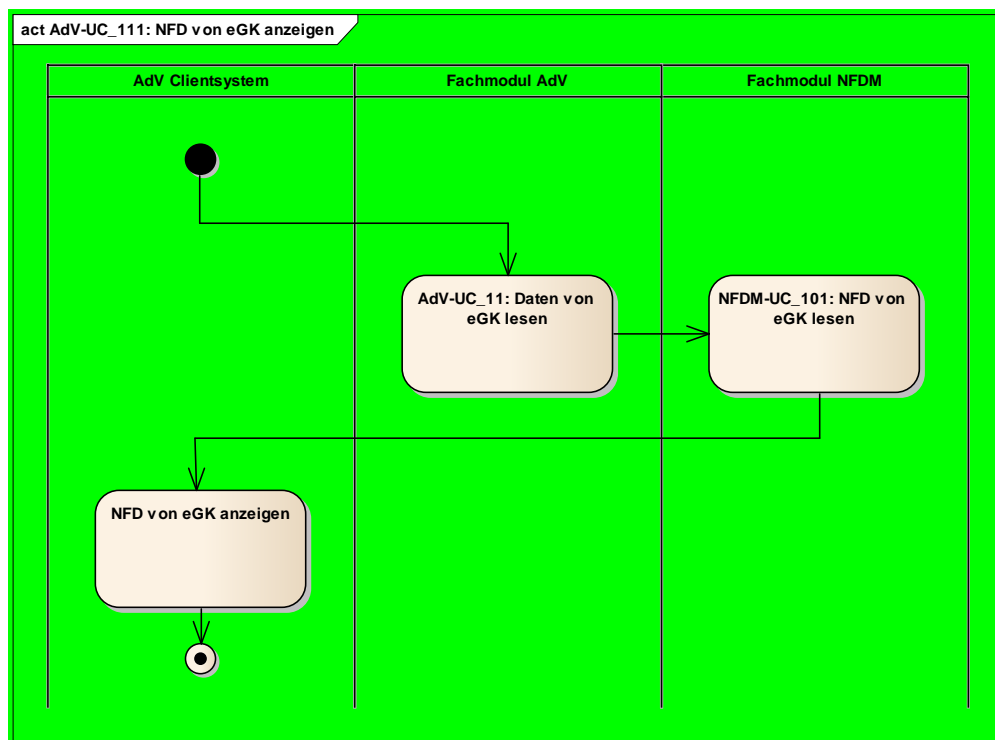 act AdV-UC_111: NFD von eGK anzeigen
AdV Clientsystem
Fachmodul AdV
Fachmodul NFDM
AdV-UC_11: Daten von
eGK lesen
NFDM-UC_101: NFD von
eGK lesen
NFD von eGK anzeigen